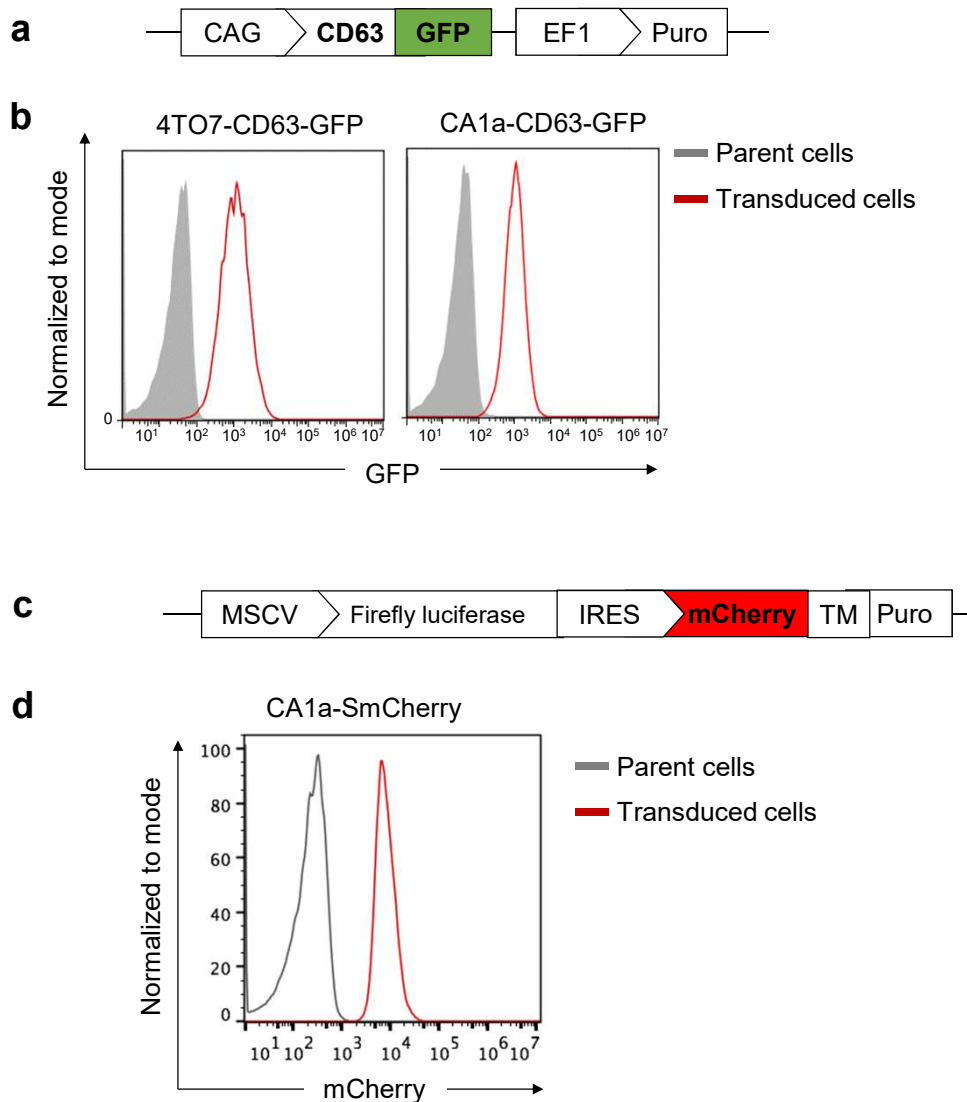 a
CAG CD63 GFP EF1 Puro
b
4TO7-CD63-GFP CA1a-CD63-GFP
Parent cells
Transduced cells
Normalized to mode
0
10¹ 10² 10³ 10⁴ 10⁵ 10⁶ 10⁷ 10¹ 10² 10³ 10⁴ 10⁵ 10⁶ 10⁷
GFP
c
MSCV Firefly luciferase IRES mCherry TM Puro
d
CA1a-SmCherry
Parent cells
Transduced cells
Normalized to mode
100
80
60
40
20
0
10¹ 10² 10³ 10⁴ 10⁵ 10⁶ 10⁷
mCherry